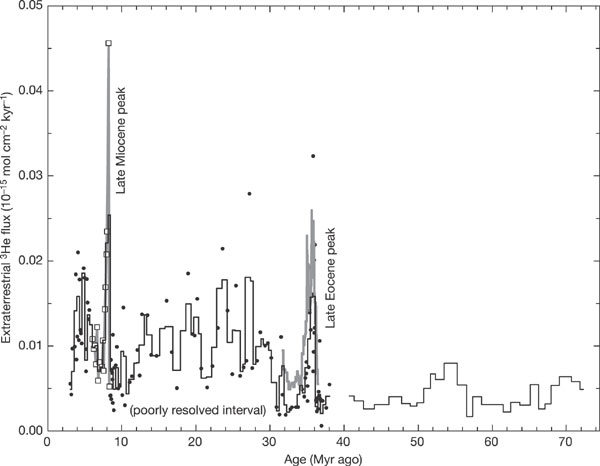 0.05
0.04
0.03
0.02
0.01
0.00
Extraterrestrial ³He flux (10⁻¹⁵ mol cm⁻² kyr⁻¹)
Late Miocene peak
Late Eocene peak
(poorly resolved interval)
0 10 20 30 40 50 60 70
Age (Myr ago)